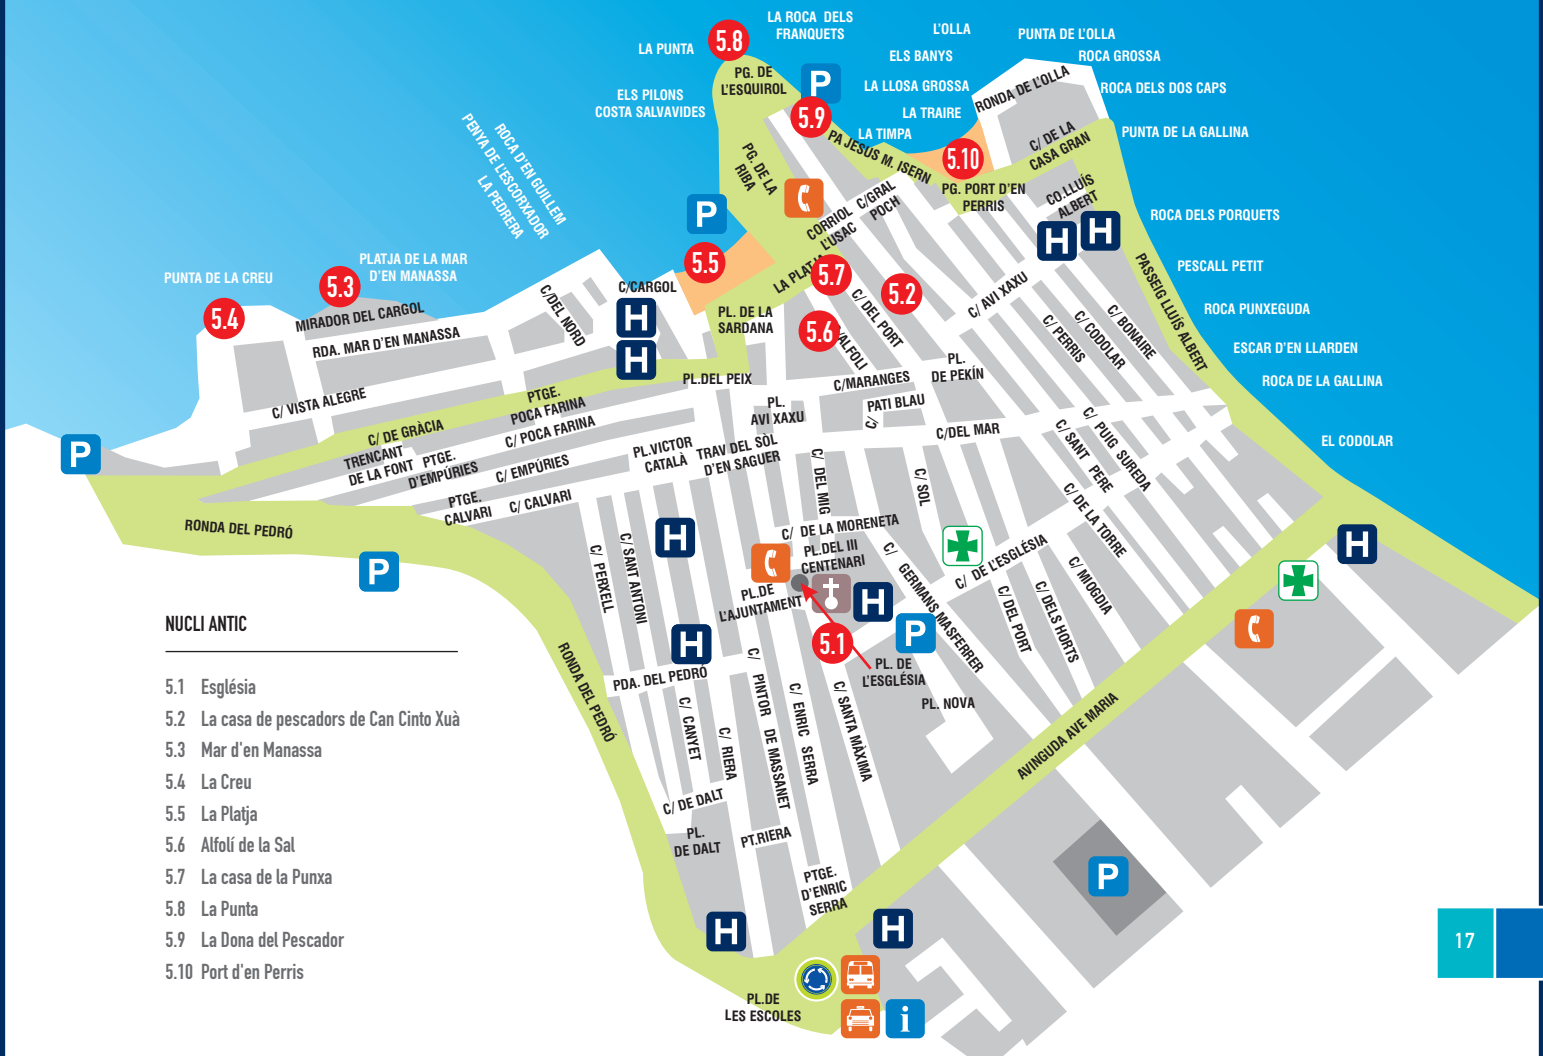 LA ROCA DELS
FRANQUETS
L'OLLA
PUNTA DE L'OLLA
LA PUNTA
5.8
ELS BANYS
ROCA GROSSA
PG. DE
L'ESQUIROL
P
LA LLOSA GROSSA
RONDA DE L'OLLA
ROCA DELS DOS CAPS
ELS PILONS
COSTA SALVAVIDES
5.9
LA TRAIRE
LA TIMPA
PA JESUS M. ISERN
C/ DE LA
CASA GRAN
PUNTA DE LA GALLINA
ROCA D'EN GUILLEM
PENYA DE L'ESCORXADOR
LA PEDRERA
PG. DE LA
RIBA
5.10
PG. PORT D'EN
PERRIS
CO.LLUÍS
ALBERT
P
C/GRAL
POCH
CORRIOL
L'USAC
H
H
ROCA DELS PORQUETS
PUNTA DE LA CREU
PLATJA DE LA MAR
D'EN MANASSA
5.3
5.5
LA PLATJA
5.7
5.2
PASSEIG LLUÍS ALBERT
PESCALL PETIT
5.4
MIRADOR DEL CARGOL
C/DEL NORD
C/CARGOL
H
H
PL. DE LA
SARDANA
5.6
C/ALFOLI
C/ DEL PORT
C/ AVI XAXU
C/ PERRIS
C/ CODOLAR
C/ BONAIRE
ROCA PUNXEGUDA
RDA. MAR D'EN MANASSA
ESCAR D'EN LLARDEN
PL.DEL PEIX
C/MARANGES
PL.
DE PEKÍN
ROCA DE LA GALLINA
C/ VISTA ALEGRE
PTGE.
POCA FARINA
PL.
AVI XAXU
C/
PATI BLAU
C/ DE GRÀCIA
C/ POCA FARINA
C/DEL MAR
EL CODOLAR
P
TRENCANT
DE LA FONT
PTGE.
D'EMPÚRIES
C/ EMPÚRIES
PL.VICTOR
CATALÀ
TRAV DEL SÒL
D'EN SAGUER
C/ DEL MIG
C/ SOL
C/ SANT PERE
C/ PUIG SUREDA
PTGE.
CALVARI
C/ CALVARI
RONDA DEL PEDRÓ
C/ PERXELL
C/ SANT ANTONI
H
C/ DE LA MORENETA
PL.DEL III
CENTENARI
C/ GERMANS MASFERRER
C/ DE L'ESGLÉSIA
C/ DE LA TORRE
C/ MIOGDIA
H
P
PL.DE
L'AJUNTAMENT
H
C/ DEL PORT
C/ DELS HORTS
NUCLI ANTIC
5.1 Església
5.2 La casa de pescadors de Can Cinto Xuà
5.3 Mar d'en Manassa
5.4 La Creu
5.5 La Platja
5.6 Alfolí de la Sal
5.7 La casa de la Punxa
5.8 La Punta
5.9 La Dona del Pescador
5.10 Port d'en Perris
RONDA DEL PEDRÓ
H
5.1
P
PL. DE
L'ESGLÉSIA
PDA. DEL PEDRÓ
C/ CANYET
C/ RIERA
C/ PINTOR DE MASSANET
C/ ENRIC SERRA
C/ SANTA MÀXIMA
PL. NOVA
AVINGUDA AVE MARIA
C/ DE DALT
PL.
DE DALT
PT.RIERA
PTGE.
D'ENRIC
SERRA
P
H
H
PL.DE
LES ESCOLES
i
17